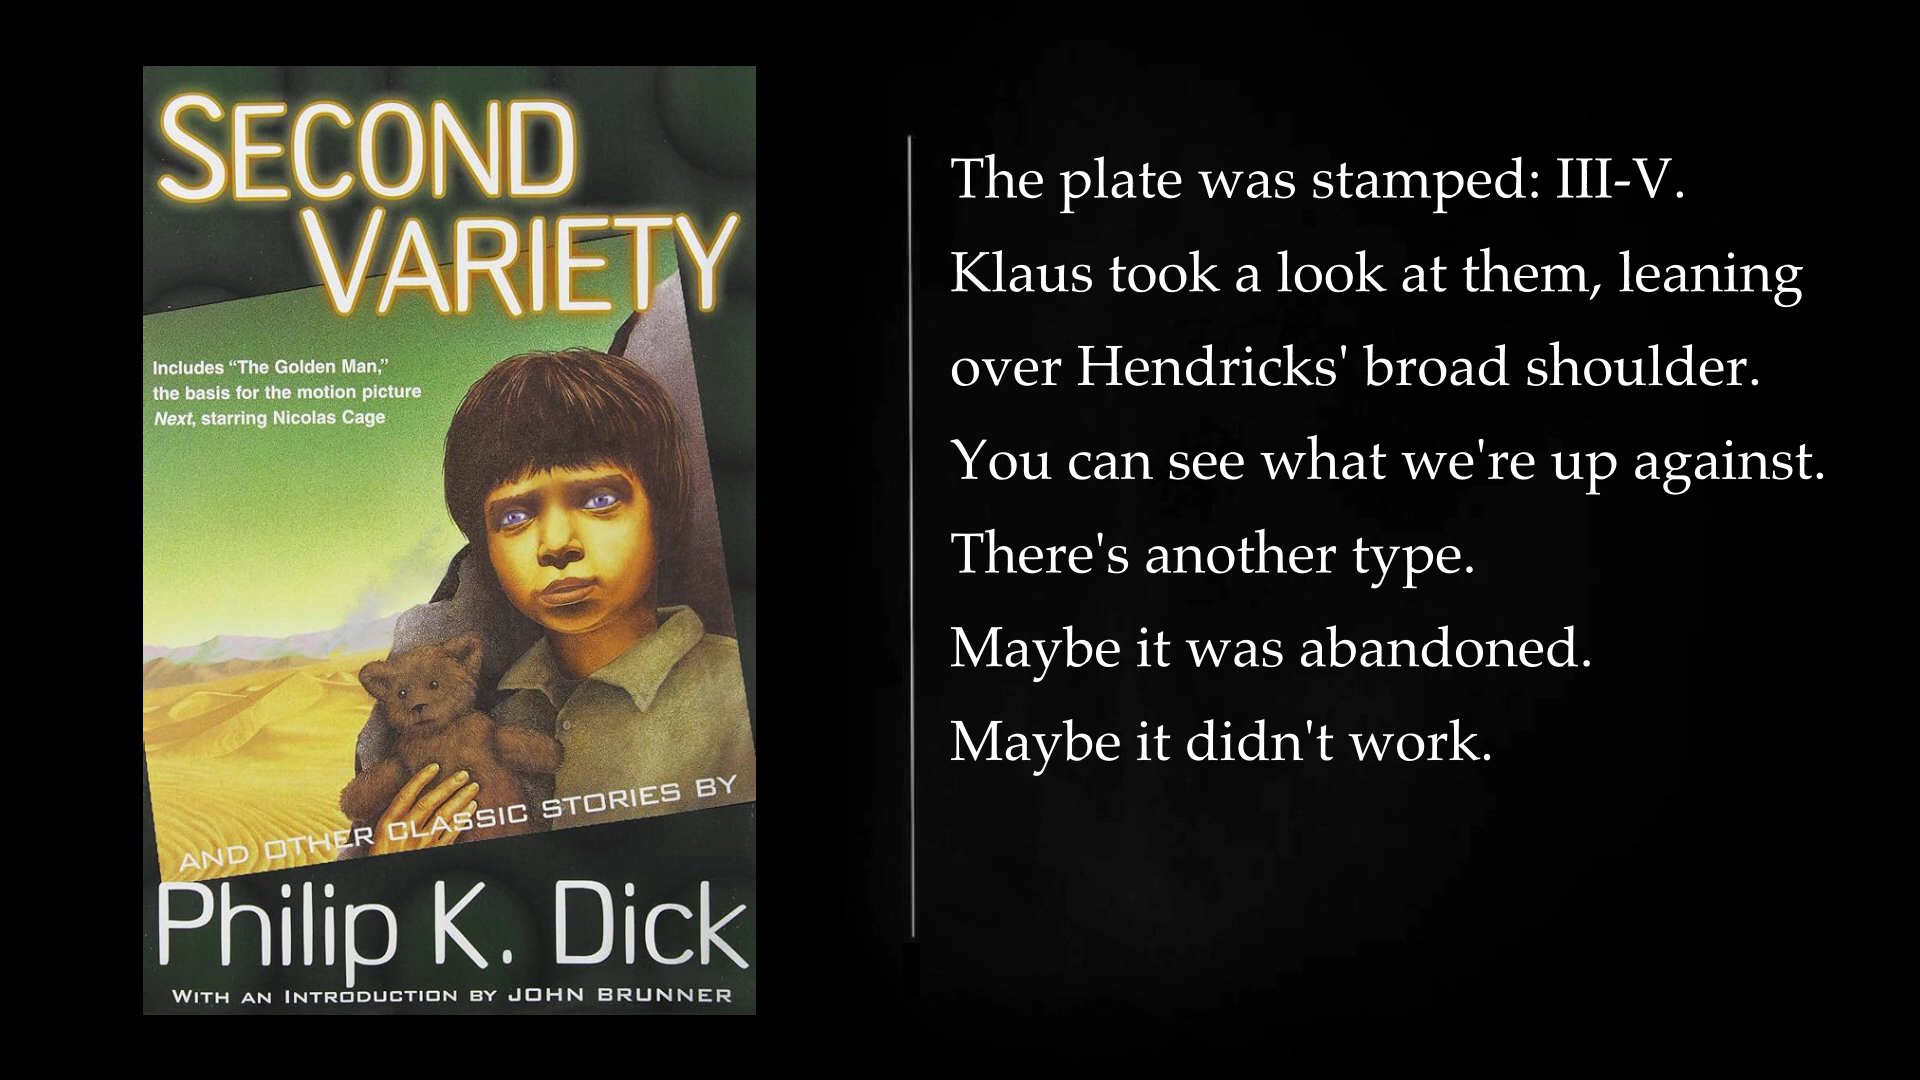 SECOND
VARIETY
Includes “The Golden Man,”
the basis for the motion picture
Next, starring Nicolas Cage
AND OTHER CLASSIC STORIES BY
Philip K. Dick
WITH AN INTRODUCTION BY JOHN BRUNNER
The plate was stamped: III-V.
Klaus took a look at them, leaning
over Hendricks' broad shoulder.
You can see what we're up against.
There's another type.
Maybe it was abandoned.
Maybe it didn't work.